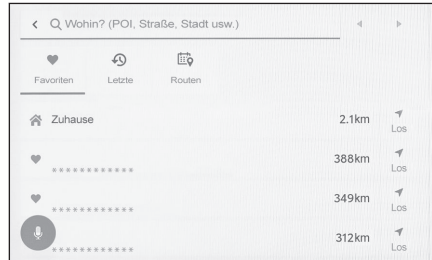 Wohin? (POI, Straße, Stadt usw.)
Favoriten Letzte Routen
Zuhause 2.1km Los
************ 388km Los
************ 349km Los
************ 312km Los